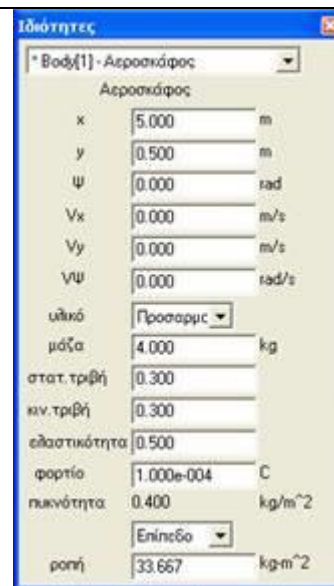 Ιδιότητες
* Body[1] - Αεροσκάφος
Αεροσκάφος
x 5.000 m
y 0.500 m
Ψ 0.000 rad
Vx 0.000 m/s
Vy 0.000 m/s
VΨ 0.000 rad/s
υλικό Προσαρμς
μάζα 4.000 kg
στατ.τριβή 0.300
κιν.τριβή 0.300
ελαστικότητα 0.500
φορτίο 1.000e-004 C
πυκνότητα 0.400 kg/m^2
Επίπεδο
ροπή 33.667 kg-m^2